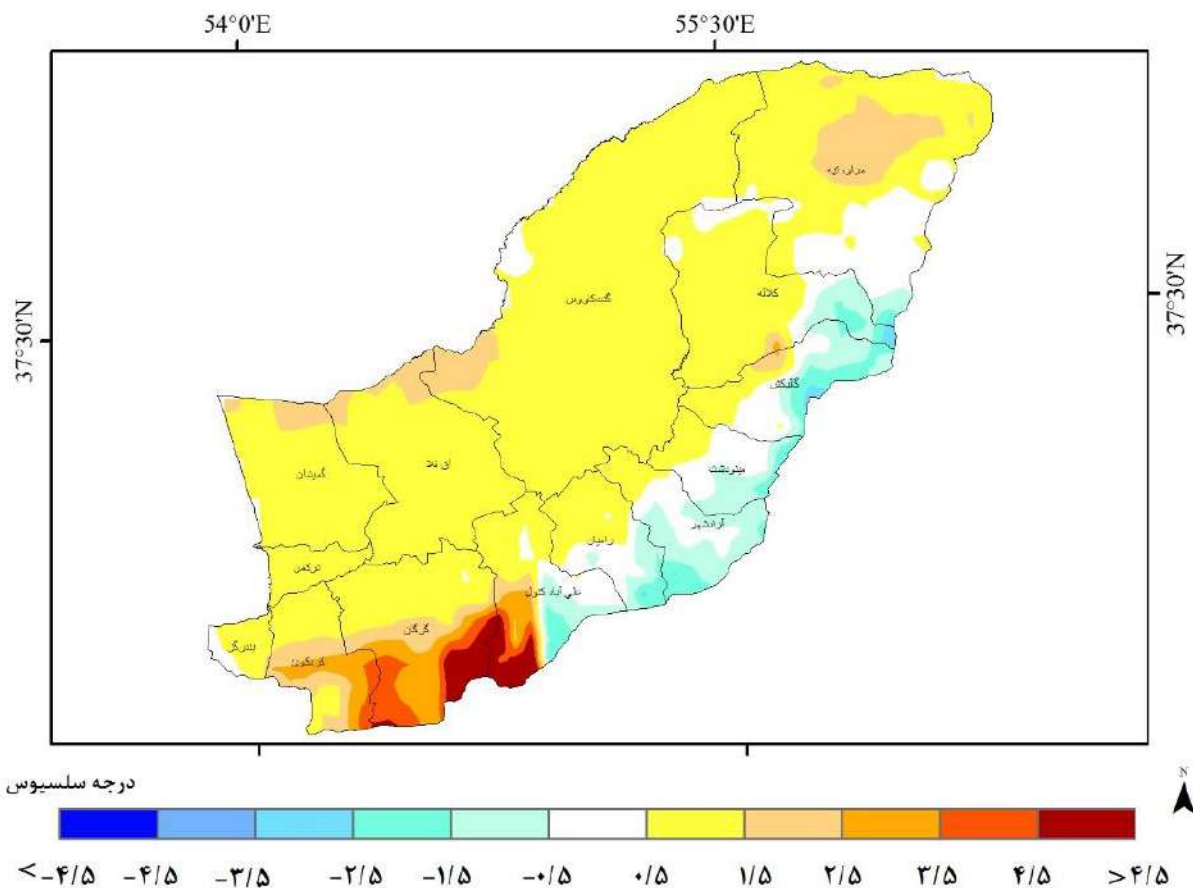 54°0'E 55°30'E
37°30'N
37°30'N
مراوه تپه
کلاله
گنبدکاووس
گالیکش
مینودشت
گمیشان
آق قلا
آزادشهر
رامیان
ترکمن
علی آباد کتول
گرگان
بندرگز
کردکوی
درجه سلسیوس
N
<-۴/۵ -۴/۵ -۳/۵ -۲/۵ -۱/۵ -۰/۵ ۰/۵ ۱/۵ ۲/۵ ۳/۵ ۴/۵ >۴/۵